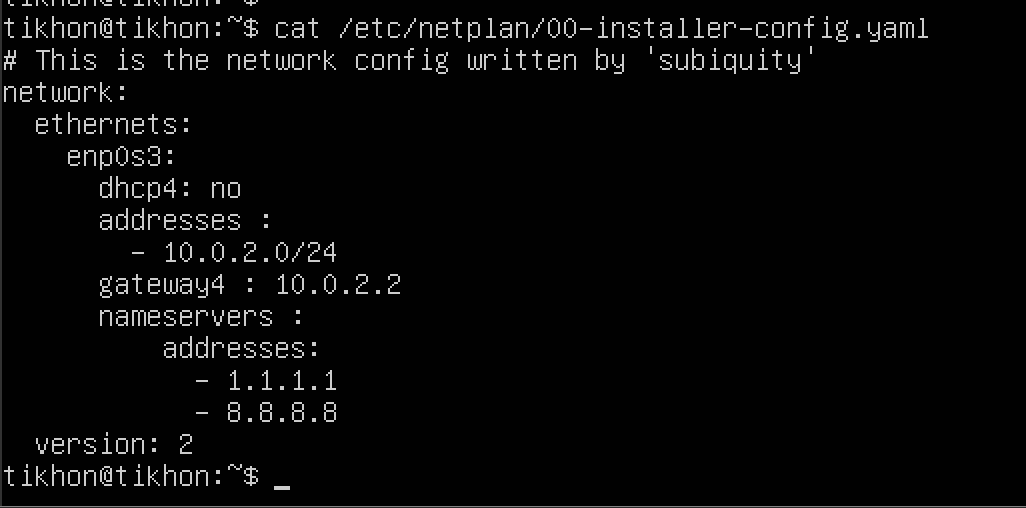 tikhon@tikhon:~$
tikhon@tikhon:~$ cat /etc/netplan/00-installer-config.yaml
# This is the network config written by 'subiquity'
network:
  ethernets:
    enp0s3:
      dhcp4: no
      addresses :
        - 10.0.2.0/24
      gateway4 : 10.0.2.2
      nameservers :
          addresses:
            - 1.1.1.1
            - 8.8.8.8
  version: 2
tikhon@tikhon:~$ _